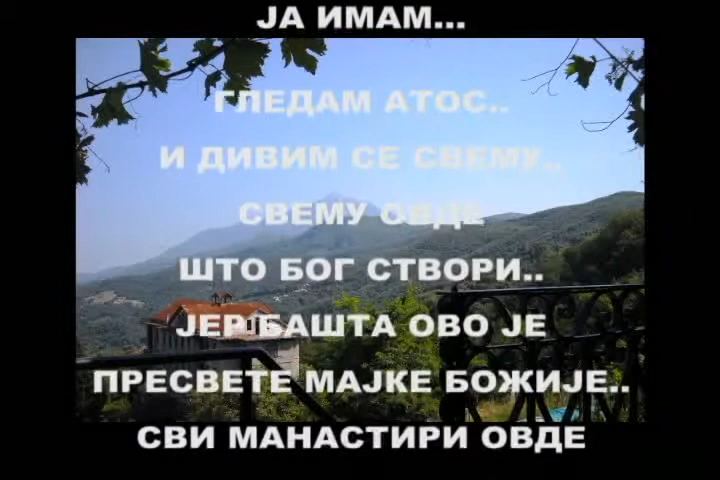 ЈА ИМАМ...
ГЛЕДАМ АТОС..
И ДИВИМ СЕ СВЕМУ..
СВЕМУ ОВДЕ
ШТО БОГ СТВОРИ..
ЈЕР БАШТА ОВО ЈЕ
ПРЕСВЕТЕ МАЈКЕ БОЖИЈЕ..
СВИ МАНАСТИРИ ОВДЕ